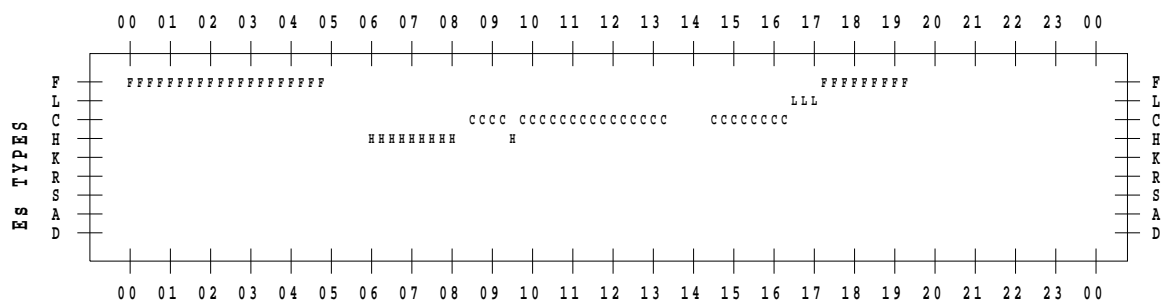 00 01 02 03 04 05 06 07 08 09 10 11 12 13 14 15 16 17 18 19 20 21 22 23 00
F FFFFFFFFFFFFFFFFFFFF FFFFFFFFF F
L LLL L
C CCCC CCCCCCCCCCCCCCC CCCCCCCC C
H HHHHHHHHH H H
K K
R R
S S
A A
D D
Es TYPES
00 01 02 03 04 05 06 07 08 09 10 11 12 13 14 15 16 17 18 19 20 21 22 23 00